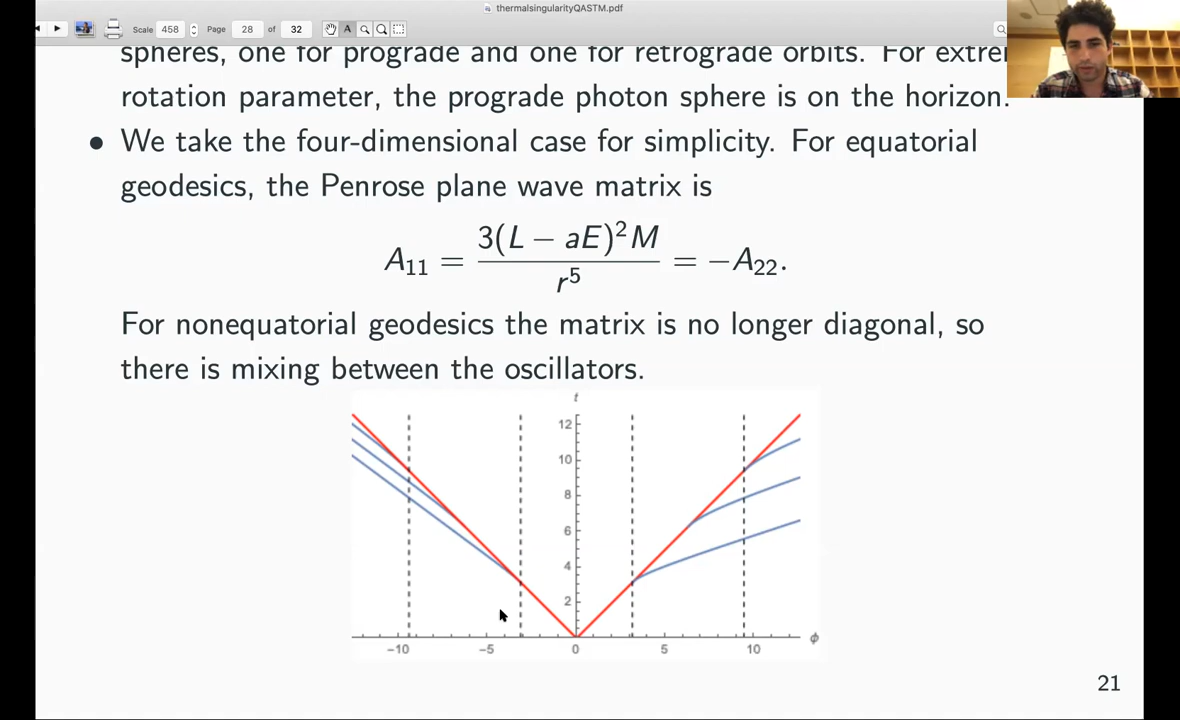 thermalsingularityQASTM.pdf
Scale 458 Page 28 of 32
spheres, one for prograde and one for retrograde orbits. For extre
rotation parameter, the prograde photon sphere is on the horizon.
• We take the four-dimensional case for simplicity. For equatorial
geodesics, the Penrose plane wave matrix is
A₁₁ = 3(L − aE)²M / r⁵ = −A₂₂.
For nonequatorial geodesics the matrix is no longer diagonal, so
there is mixing between the oscillators.
t
12
10
8
6
4
2
-10 -5 0 5 10 ϕ
21